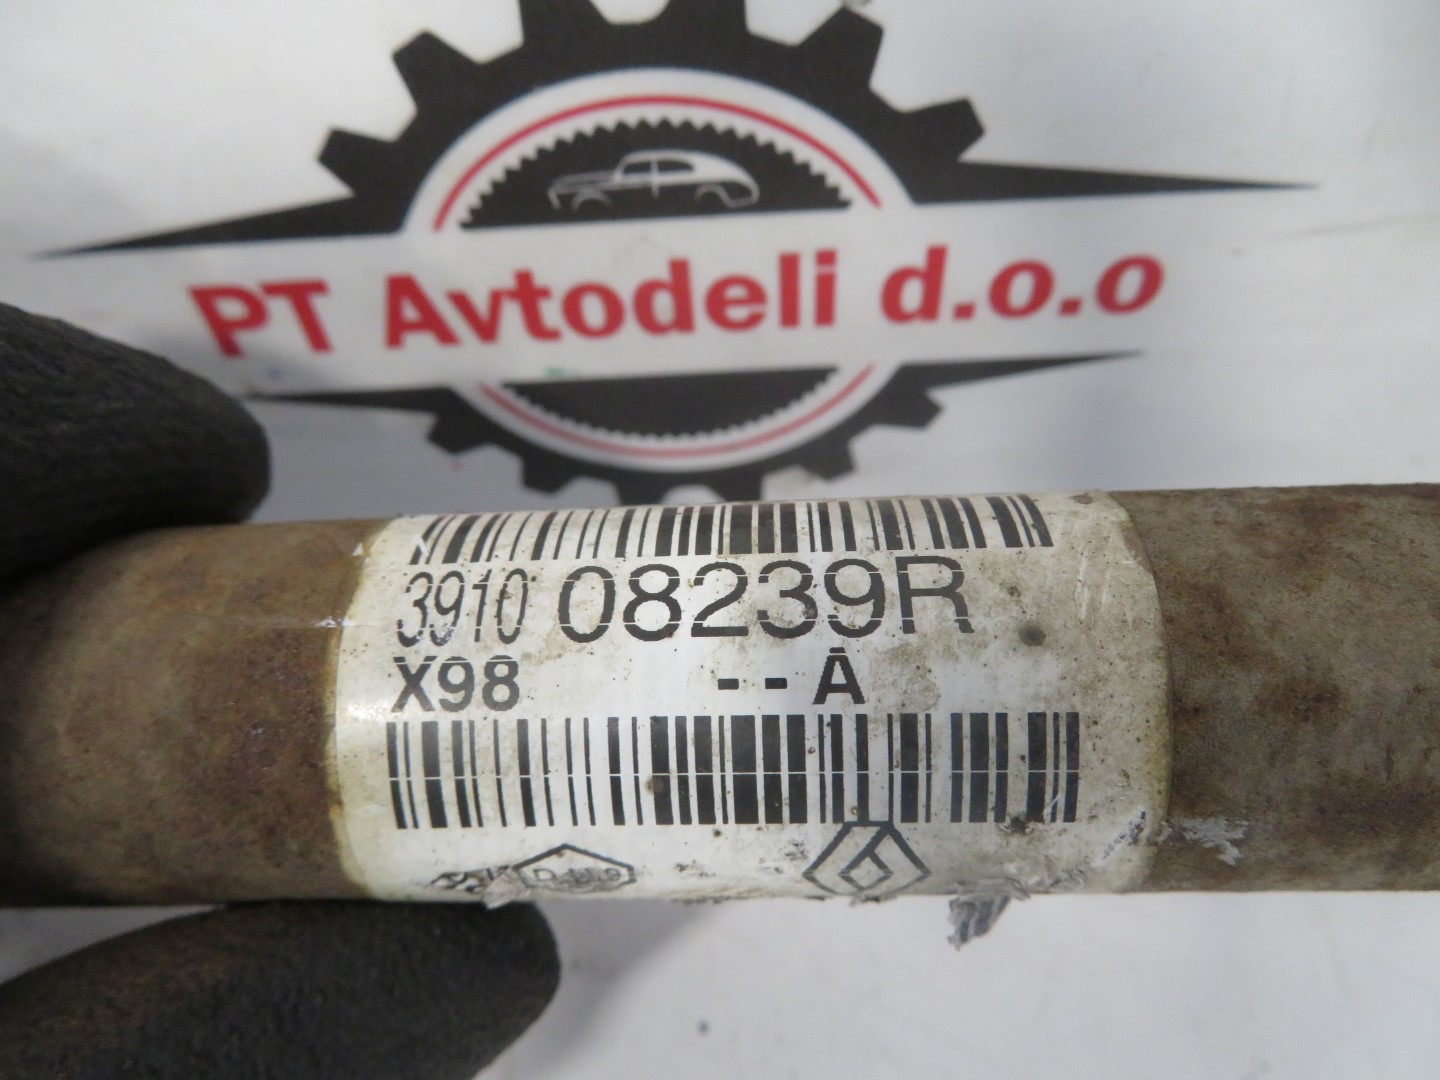 PT Avtodeli d.o.o
3910 08239R
X98 --A